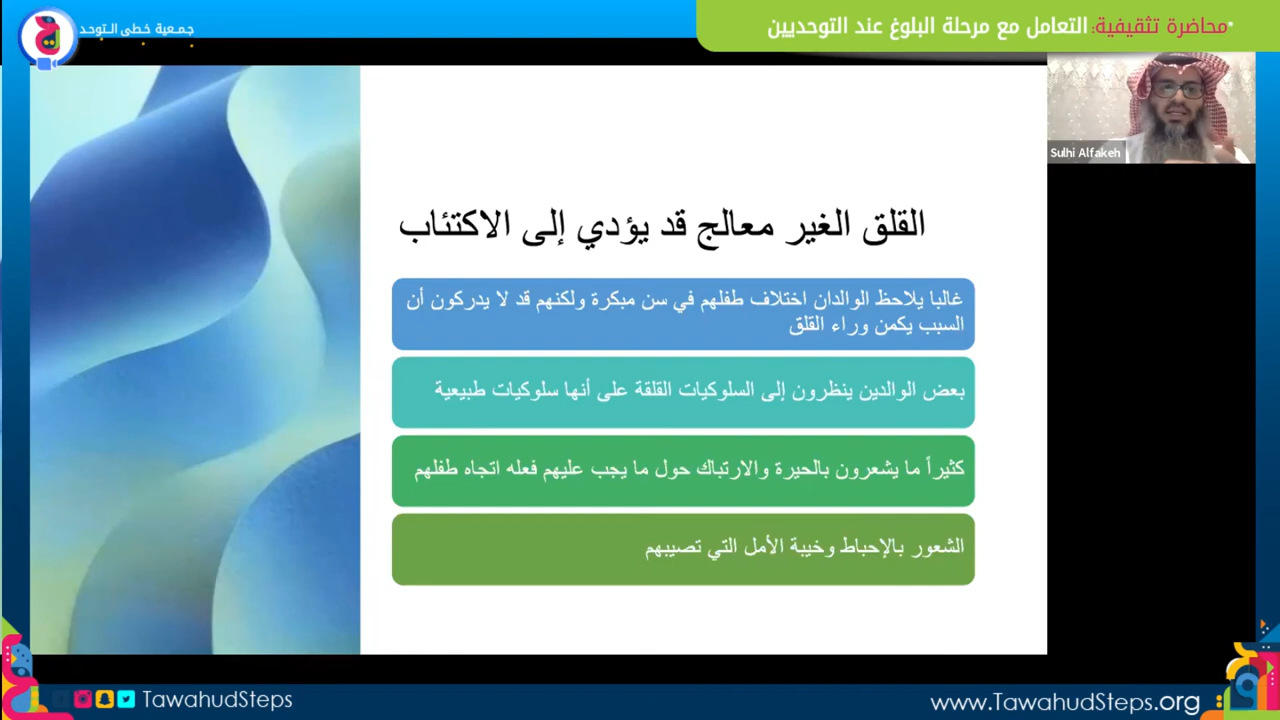 *محاضرة تثقيفية: التعامل مع مرحلة البلوغ عند التوحديين
جمعية خطى التوحد
Sulhi Alfakeh
القلق الغير معالج قد يؤدي إلى الاكتئاب
غالبا يلاحظ الوالدان اختلاف طفلهم في سن مبكرة ولكنهم قد لا يدركون أن
السبب يكمن وراء القلق
بعض الوالدين ينظرون إلى السلوكيات القلقة على أنها سلوكيات طبيعية
كثيراً ما يشعرون بالحيرة والارتباك حول ما يجب عليهم فعله اتجاه طفلهم
الشعور بالإحباط وخيبة الأمل التي تصيبهم
TawahudSteps
www.TawahudSteps.org